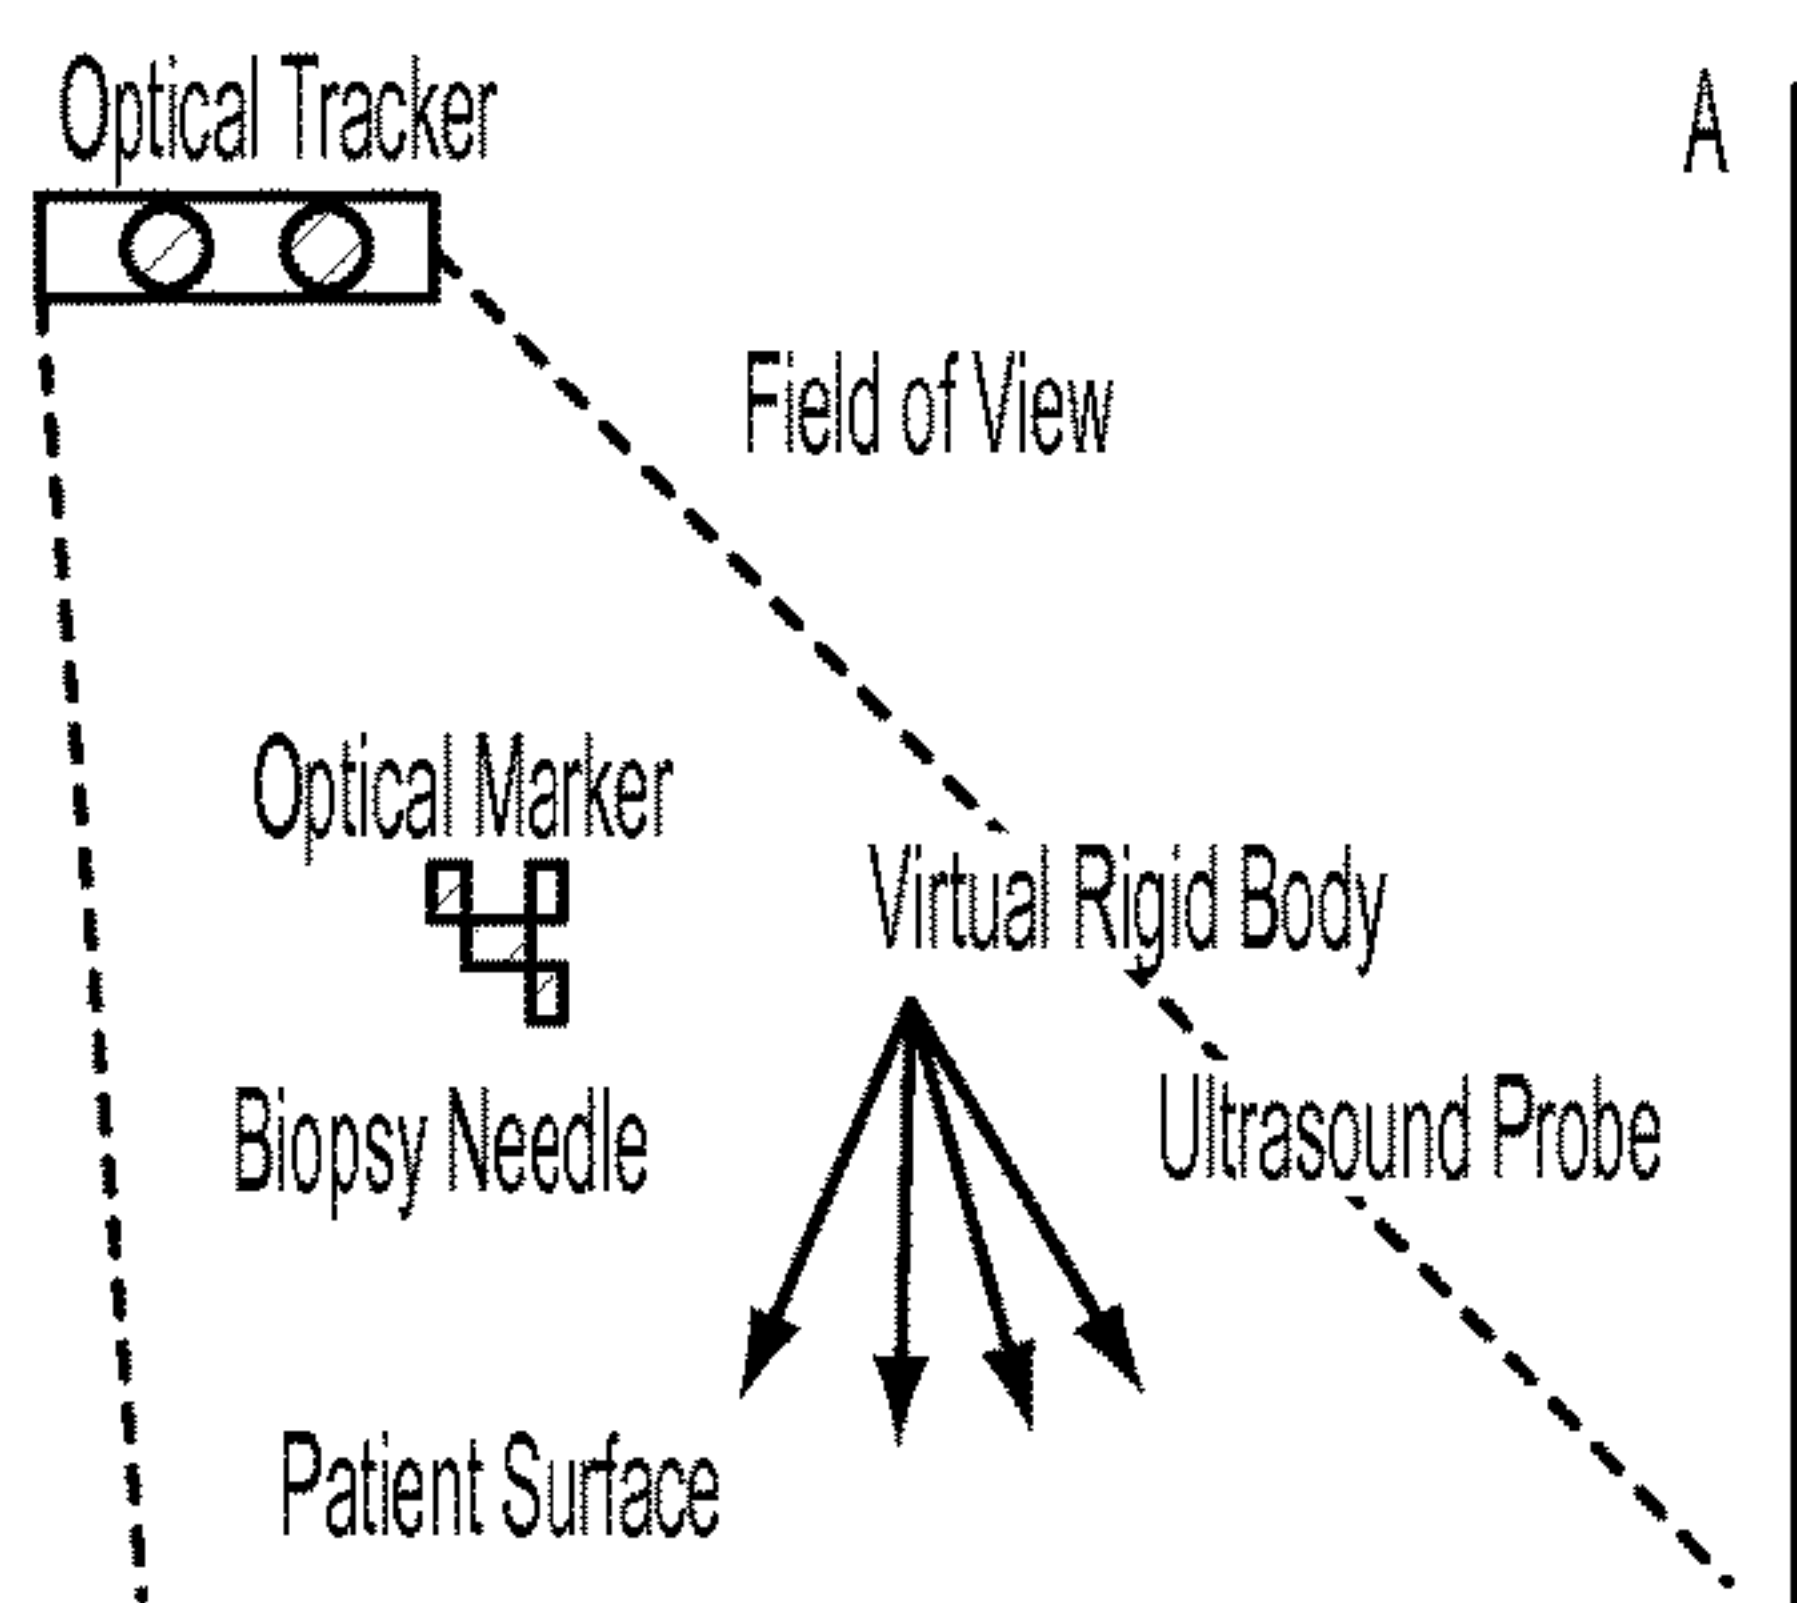 Optical Tracker
A
Field of View
Optical Marker
Virtual Rigid Body
Biopsy Needle
Ultrasound Probe
Patient Surface